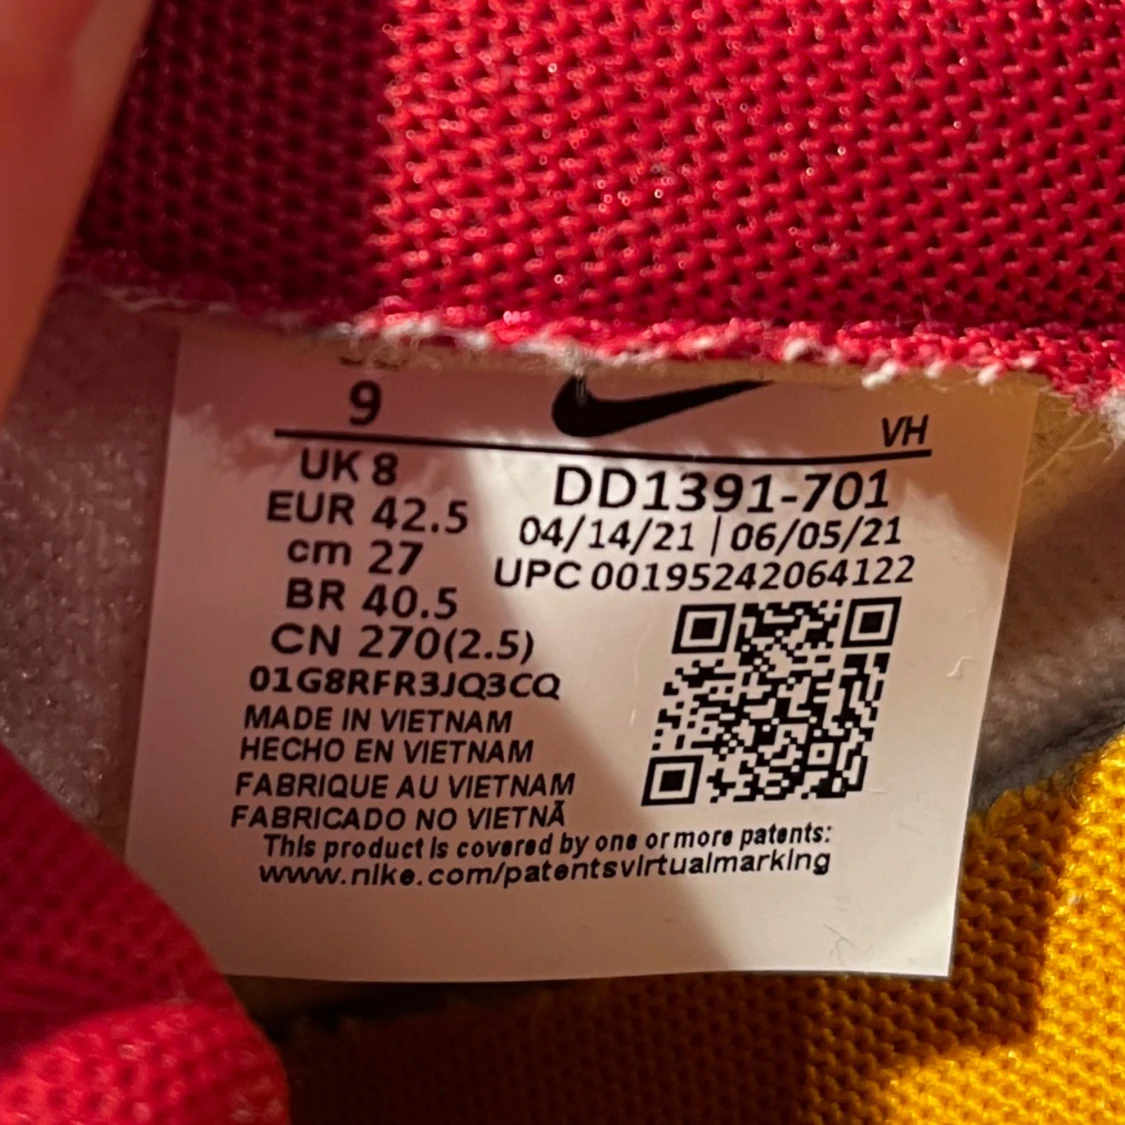 9
VH
UK 8
EUR 42.5
cm 27
BR 40.5
CN 270(2.5)
01G8RFR3JQ3CQ
DD1391-701
04/14/21 | 06/05/21
UPC 00195242064122
MADE IN VIETNAM
HECHO EN VIETNAM
FABRIQUE AU VIETNAM
FABRICADO NO VIETNÃ
This product is covered by one or more patents:
www.nike.com/patentsvirtualmarking